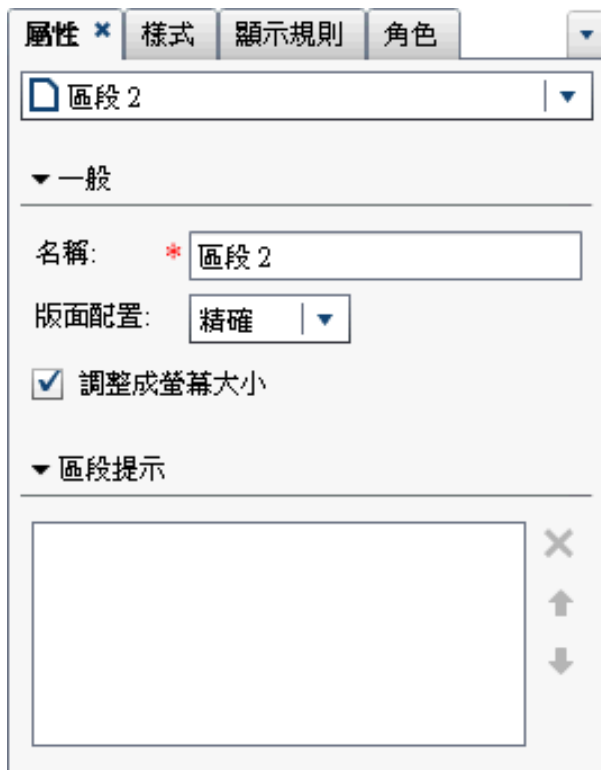 屬性 樣式 顯示規則 角色
區段 2
一般
名稱: * 區段 2
版面配置: 精確
調整成螢幕大小
區段提示